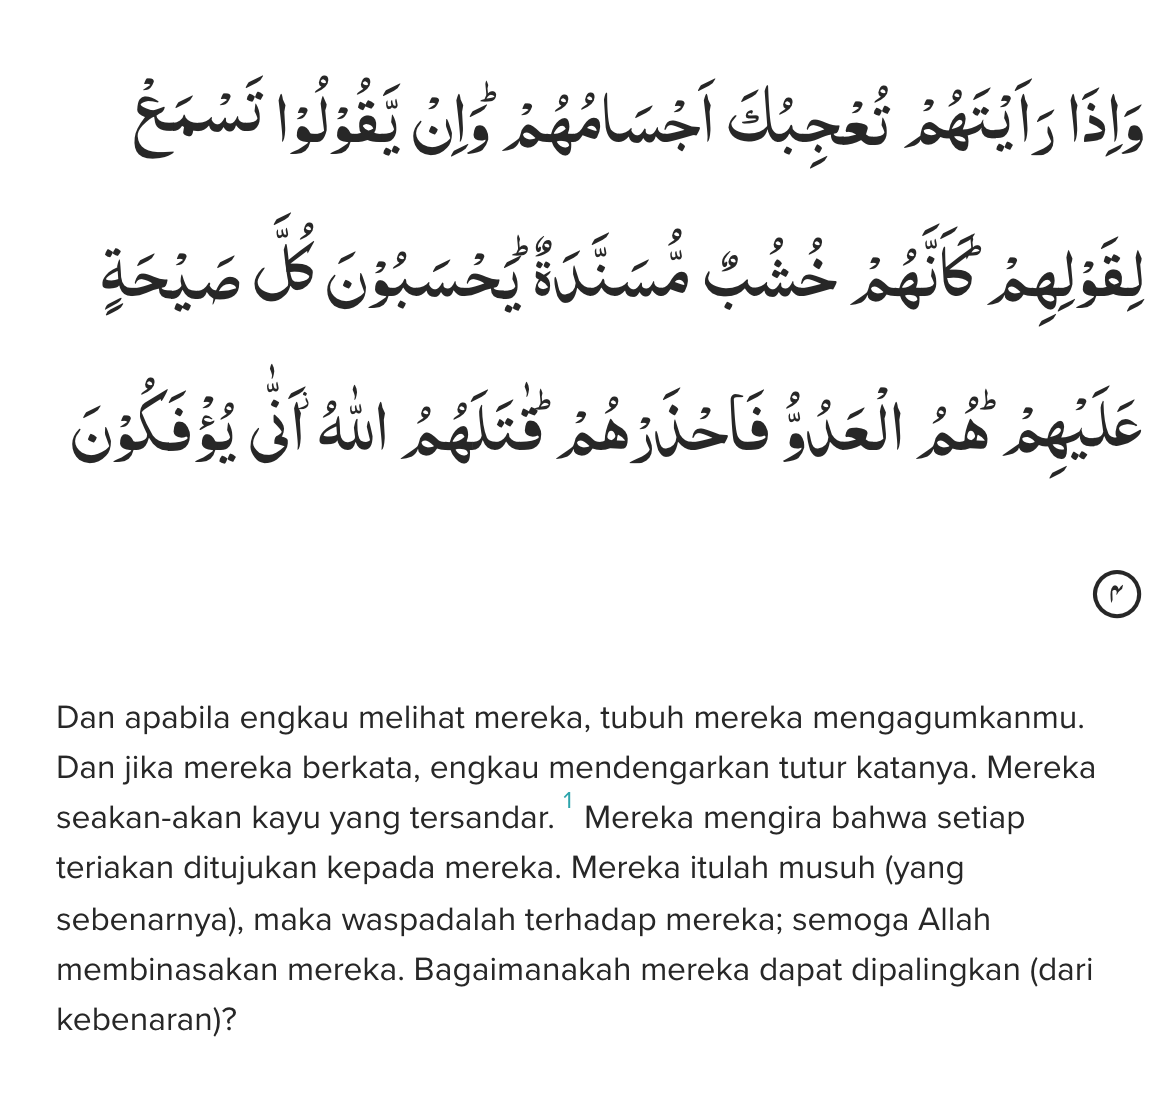 وَاِذَا رَاَيْتَهُمْ تُعْجِبُكَ اَجْسَامُهُمْۗ وَاِنْ يَّقُوْلُوْا تَسْمَعْ
لِقَوْلِهِمْۗ كَاَنَّهُمْ خُشُبٌ مُّسَنَّدَةٌ ۗيَحْسَبُوْنَ كُلَّ صَيْحَةٍ
عَلَيْهِمْۗ هُمُ الْعَدُوُّ فَاحْذَرْهُمْۗ قٰتَلَهُمُ اللّٰهُ ۖاَنّٰى يُؤْفَكُوْنَ
۴
Dan apabila engkau melihat mereka, tubuh mereka mengagumkanmu.
Dan jika mereka berkata, engkau mendengarkan tutur katanya. Mereka
seakan-akan kayu yang tersandar. 1 Mereka mengira bahwa setiap
teriakan ditujukan kepada mereka. Mereka itulah musuh (yang
sebenarnya), maka waspadalah terhadap mereka; semoga Allah
membinasakan mereka. Bagaimanakah mereka dapat dipalingkan (dari
kebenaran)?